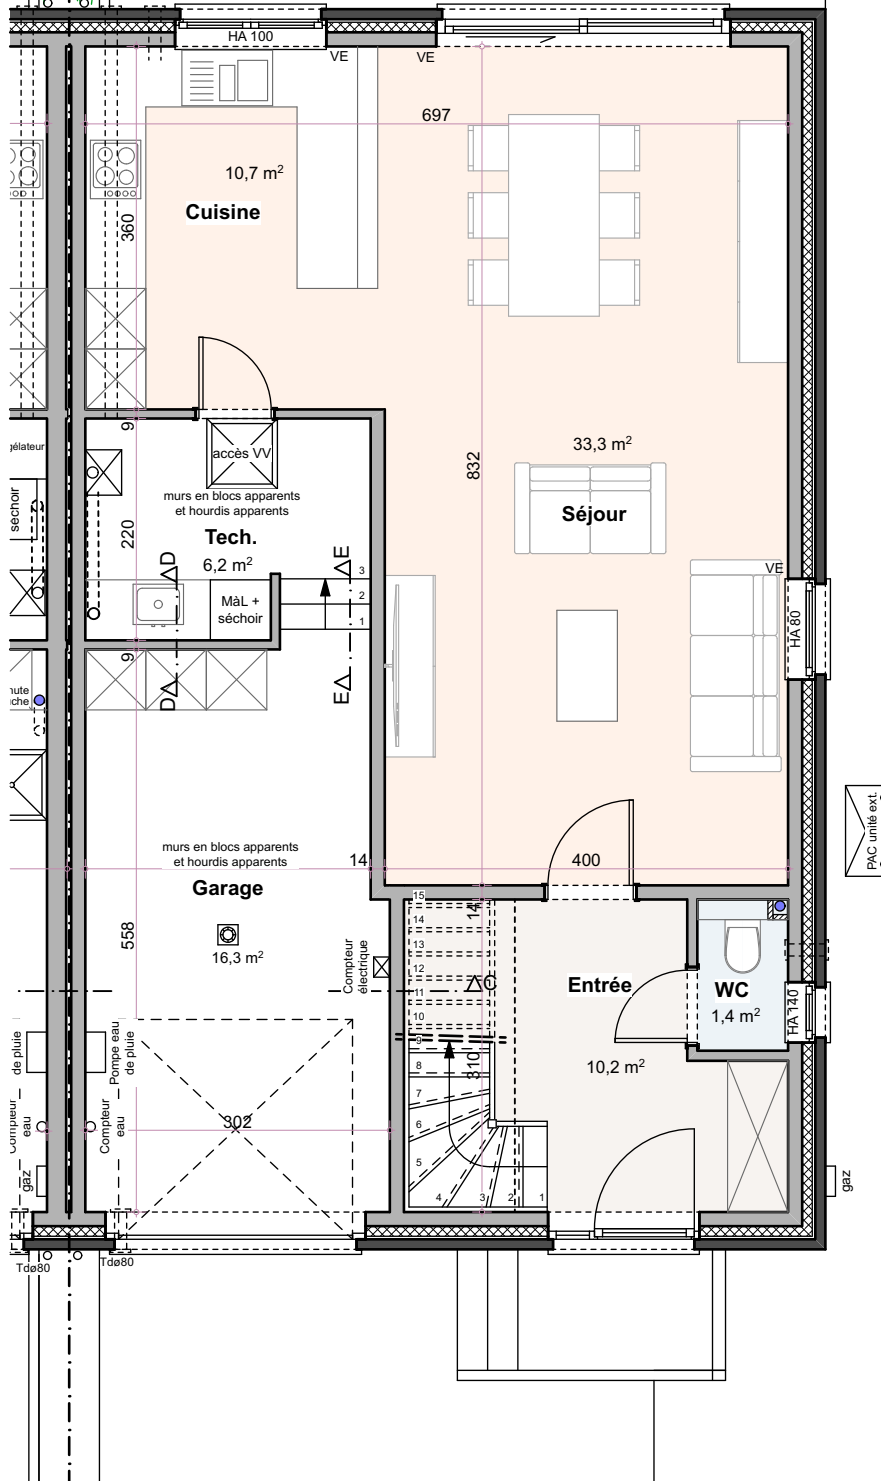 HA 100
VE
VE
697
10,7 m²
Cuisine
360
9
accès VV
33,3 m²
832
gélateur
séchoir
murs en blocs apparents
et hourdis apparents
Séjour
220
Tech.
6,2 m²
D
E
3
2
1
MàL +
séchoir
VE
HA 80
9
D
E
PAC unité ext.
murs en blocs apparents
et hourdis apparents
14
400
Garage
558
16,3 m²
Compteur
électrique
15
14
14
13
12
11
10
9
8
7
6
5
4
3
2
1
C
310
Entrée
10,2 m²
WC
1,4 m²
HA 140
de pluie
Pompe eau
de pluie
Compteur
eau
Compteur
eau
302
gaz
gaz
Tdø80
Tdø80